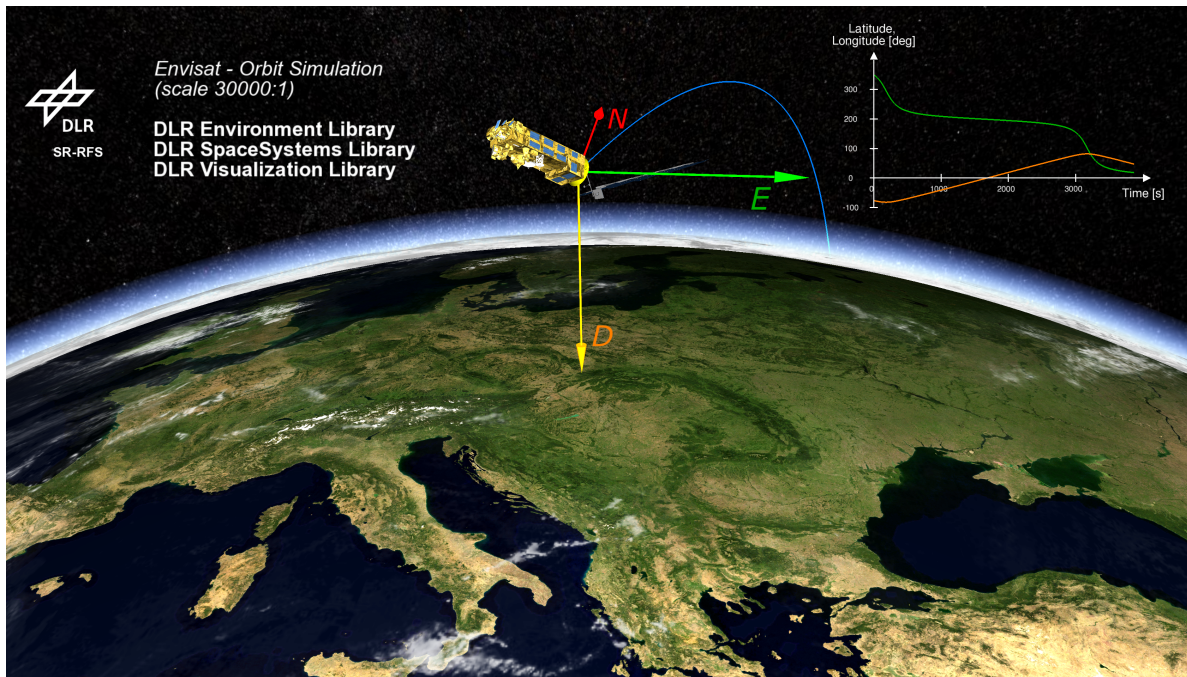 Envisat - Orbit Simulation
(scale 30000:1)
DLR
SR-RFS
DLR Environment Library
DLR SpaceSystems Library
DLR Visualization Library
N
E
D
Latitude,
Longitude [deg]
300
200
100
0
-100
0
1000
2000
3000
Time [s]